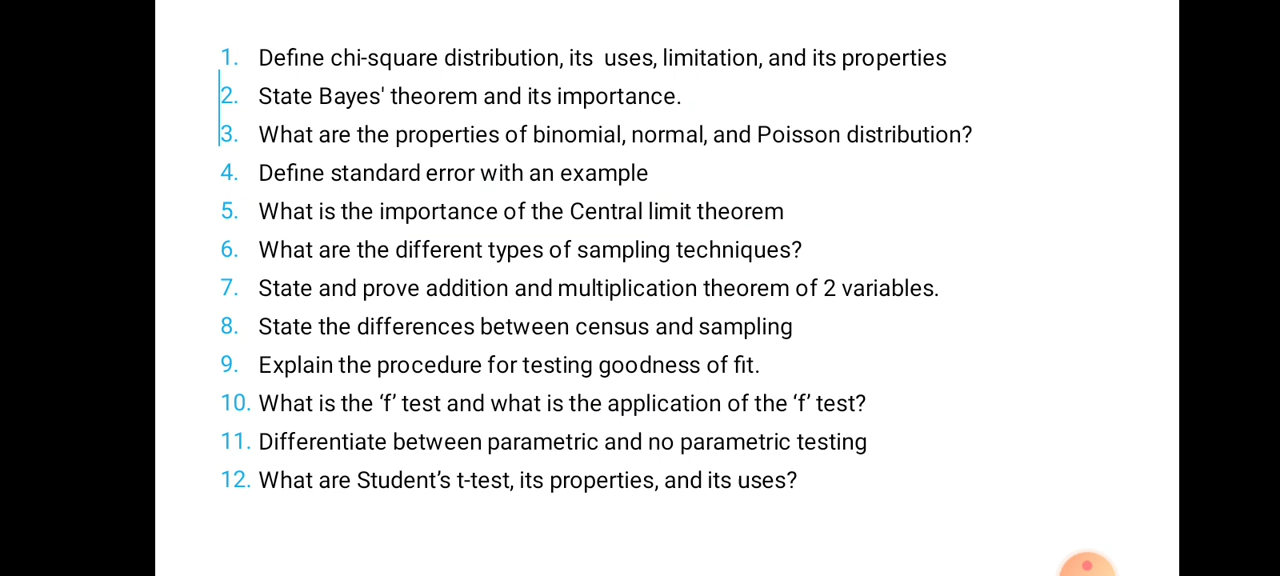 1. Define chi-square distribution, its  uses, limitation, and its properties
2. State Bayes' theorem and its importance.
3. What are the properties of binomial, normal, and Poisson distribution?
4. Define standard error with an example
5. What is the importance of the Central limit theorem
6. What are the different types of sampling techniques?
7. State and prove addition and multiplication theorem of 2 variables.
8. State the differences between census and sampling
9. Explain the procedure for testing goodness of fit.
10. What is the ‘f’ test and what is the application of the ‘f’ test?
11. Differentiate between parametric and no parametric testing
12. What are Student’s t-test, its properties, and its uses?